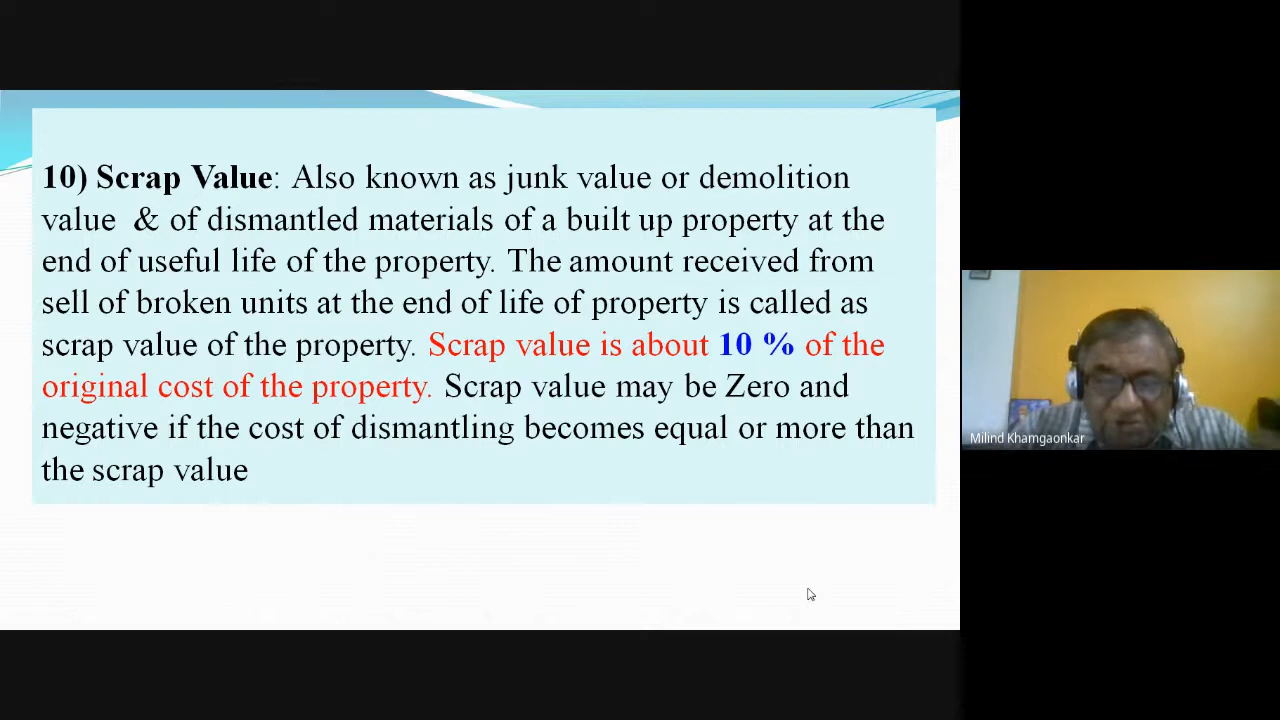 10) Scrap Value: Also known as junk value or demolition
value & of dismantled materials of a built up property at the
end of useful life of the property. The amount received from
sell of broken units at the end of life of property is called as
scrap value of the property. Scrap value is about 10 % of the
original cost of the property. Scrap value may be Zero and
negative if the cost of dismantling becomes equal or more than
the scrap value
Milind Khamgaonkar